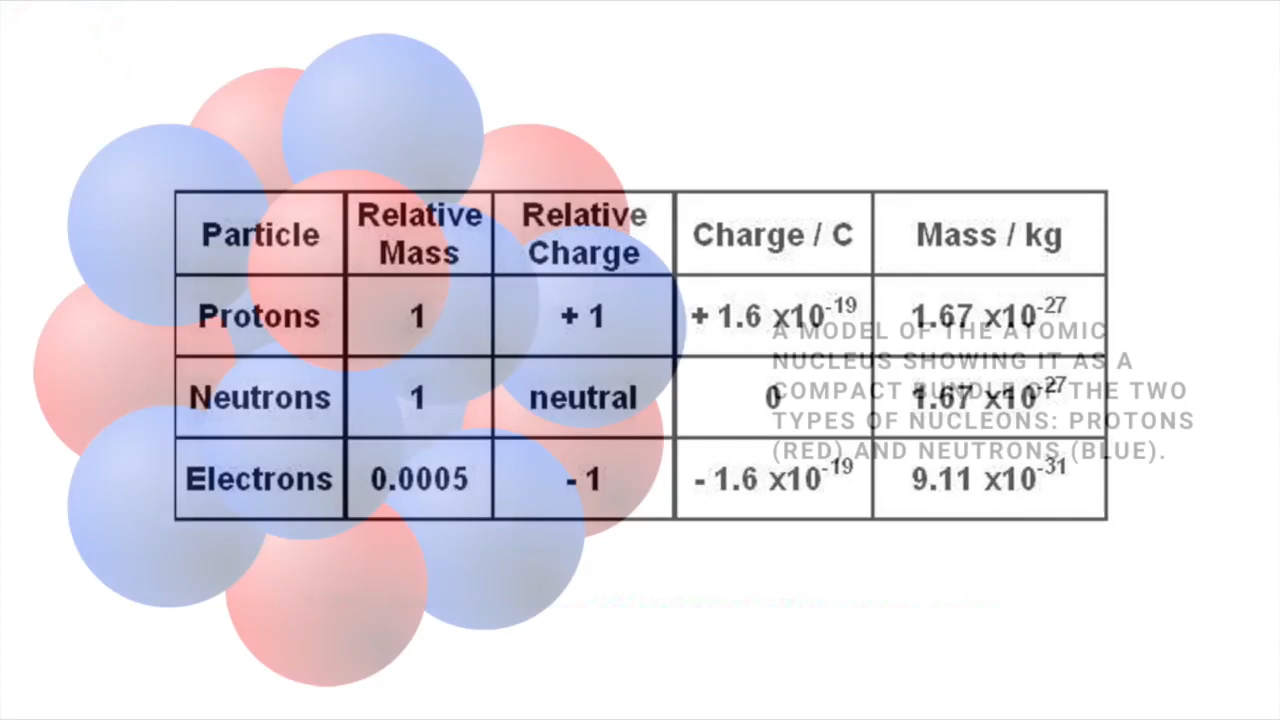 Particle Relative Mass Relative Charge Charge / C Mass / kg
Protons 1 + 1 + 1.6 x10⁻¹⁹ 1.67 x10⁻²⁷
Neutrons 1 neutral 0 1.67 x10⁻²⁷
Electrons 0.0005 - 1 - 1.6 x10⁻¹⁹ 9.11 x10⁻³¹
A MODEL OF THE ATOMIC
NUCLEUS SHOWING IT AS A
COMPACT BUNDLE OF THE TWO
TYPES OF NUCLEONS: PROTONS
(RED) AND NEUTRONS (BLUE).